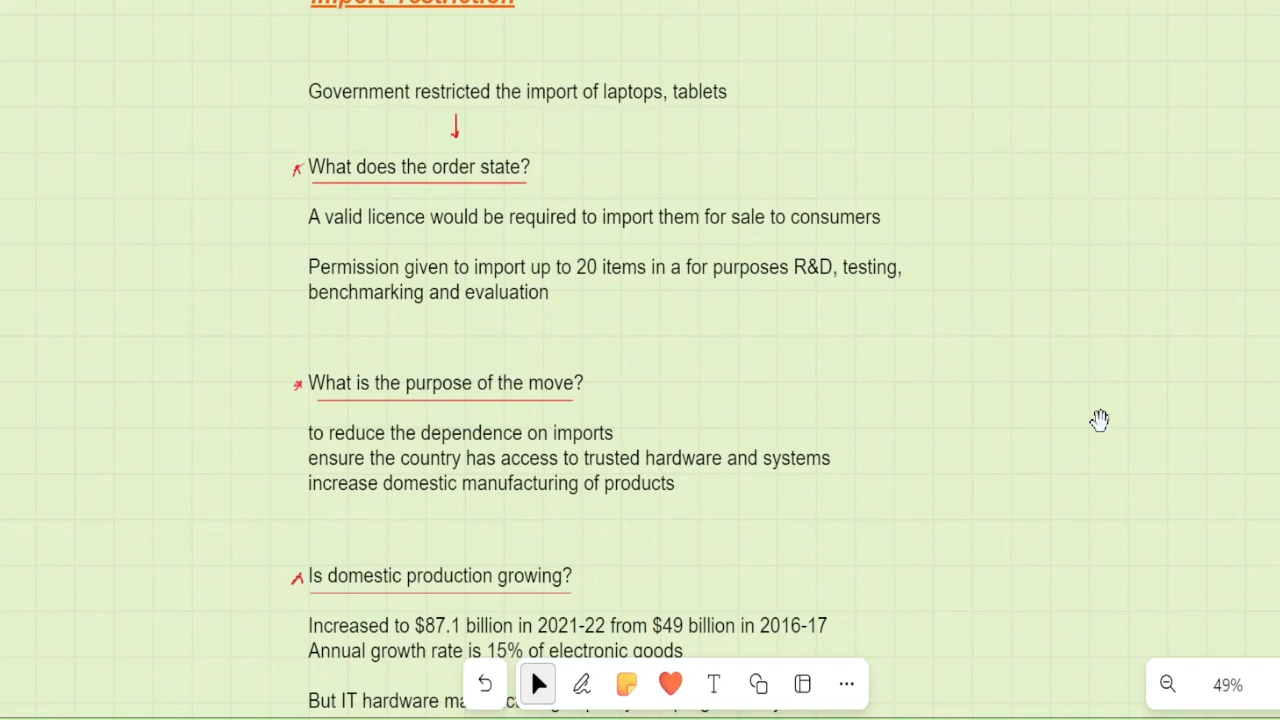 Import restriction
Government restricted the import of laptops, tablets
What does the order state?
A valid licence would be required to import them for sale to consumers
Permission given to import up to 20 items in a for purposes R&D, testing,
benchmarking and evaluation
What is the purpose of the move?
to reduce the dependence on imports
ensure the country has access to trusted hardware and systems
increase domestic manufacturing of products
Is domestic production growing?
Increased to $87.1 billion in 2021-22 from $49 billion in 2016-17
Annual growth rate is 15% of electronic goods
But IT hardware
T
49%